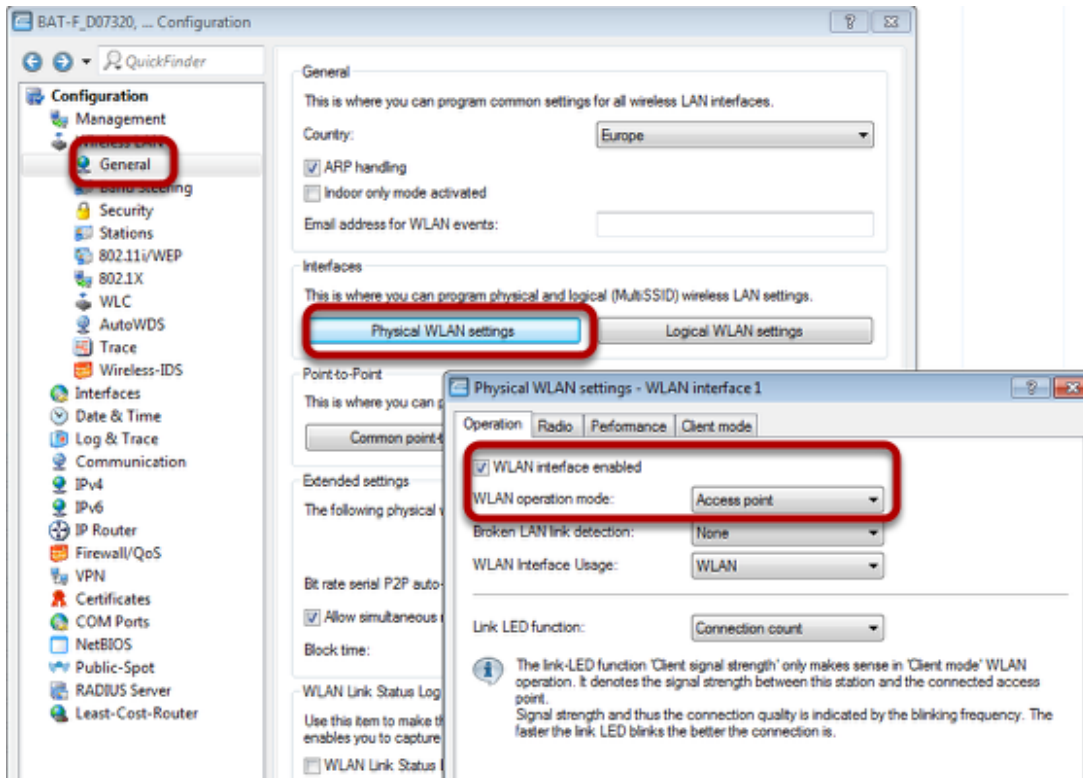 BAT-F_D07320, ... Configuration
QuickFinder
Configuration
Management
Wireless LAN
General
Band Steering
Security
Stations
802.11i/WEP
802.1X
WLC
AutoWDS
Trace
Wireless-IDS
Interfaces
Date & Time
Log & Trace
Communication
IPv4
IPv6
IP Router
Firewall/QoS
VPN
Certificates
COM Ports
NetBIOS
Public-Spot
RADIUS Server
Least-Cost-Router
General
This is where you can program common settings for all wireless LAN interfaces.
Country: Europe
ARP handling
Indoor only mode activated
Email address for WLAN events:
Interfaces
This is where you can program physical and logical (MultiSSID) wireless LAN settings.
Physical WLAN settings Logical WLAN settings
Point-to-Point
This is where you can
Common point-
Extended settings
The following physical
Bit rate serial P2P auto-
Allow simultaneous
Block time:
WLAN Link Status Log
Use this item to make
enables you to capture
WLAN Link Status
Physical WLAN settings - WLAN interface 1
Operation Radio Performance Client mode
WLAN interface enabled
WLAN operation mode: Access point
Broken LAN link detection: None
WLAN Interface Usage: WLAN
Link LED function: Connection count
The link-LED function 'Client signal strength' only makes sense in 'Client mode' WLAN
operation. It denotes the signal strength between this station and the connected access
point.
Signal strength and thus the connection quality is indicated by the blinking frequency. The
faster the link LED blinks the better the connection is.